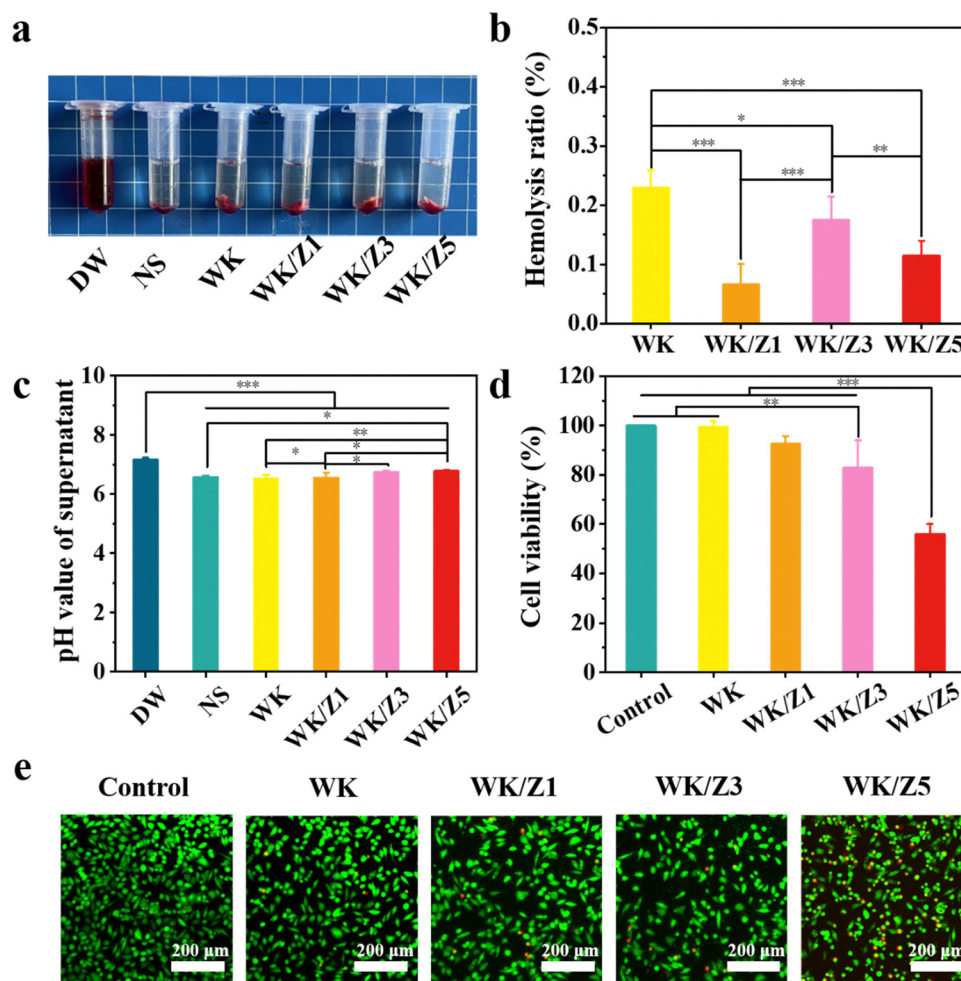 a
DW
NS
WK
WK/Z1
WK/Z3
WK/Z5
b
Hemolysis ratio (%)
0.5
0.4
0.3
0.2
0.1
0.0
***
*
***
***
**
WK
WK/Z1
WK/Z3
WK/Z5
c
pH value of supernatant
10
8
6
4
2
0
***
*
**
*
*
*
DW
NS
WK
WK/Z1
WK/Z3
WK/Z5
d
Cell viability (%)
120
100
80
60
40
20
0
***
**
Control
WK
WK/Z1
WK/Z3
WK/Z5
e
Control
WK
WK/Z1
WK/Z3
WK/Z5
200 μm
200 μm
200 μm
200 μm
200 μm